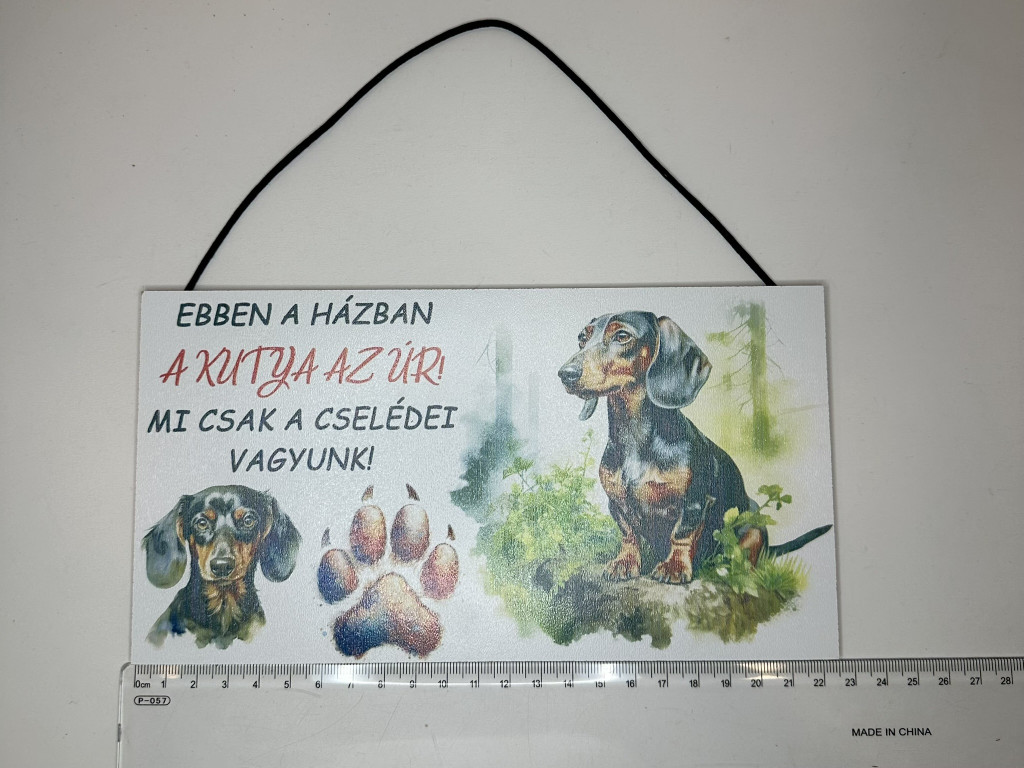 EBBEN A HÁZBAN
A KUTYA AZ ÚR!
MI CSAK A CSELÉDEI
VAGYUNK!
0cm 1 2 3 4 5 6 7 8 9 10 11 12 13 14 15 16 17 18 19 20 21 22 23 24 25 26 27 28
P-057
MADE IN CHINA